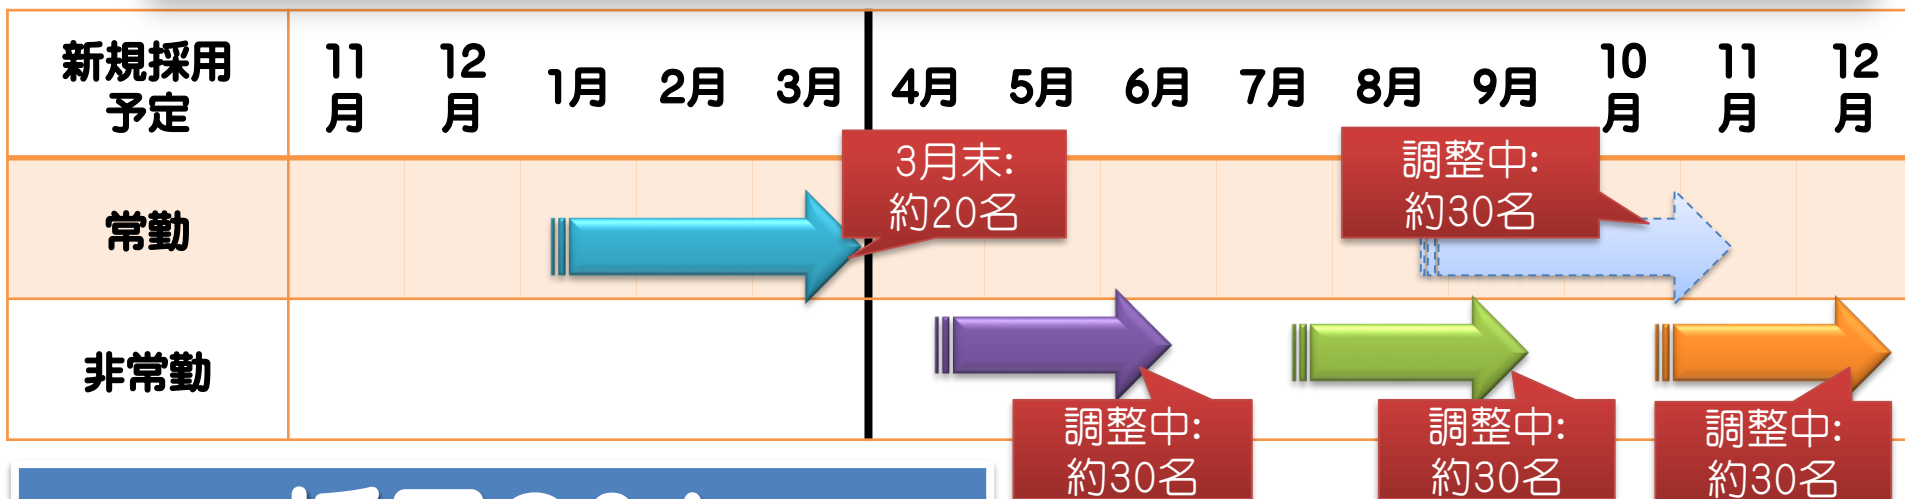 新規採用
予定
11
月
12
月
1月
2月
3月
4月
5月
6月
7月
8月
9月
10
月
11
月
12
月
常勤
3月末:
約20名
調整中:
約30名
非常勤
調整中:
約30名
調整中:
約30名
調整中:
約30名